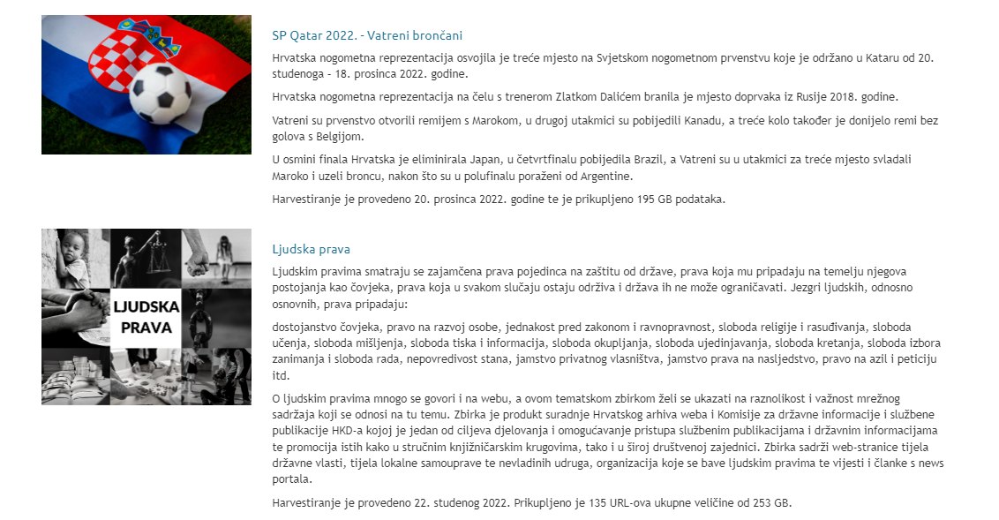 SP Qatar 2022. - Vatreni brončani
Hrvatska nogometna reprezentacija osvojila je treće mjesto na Svjetskom nogometnom prvenstvu koje je održano u Kataru od 20.
studenoga - 18. prosinca 2022. godine.
Hrvatska nogometna reprezentacija na čelu s trenerom Zlatkom Dalićem branila je mjesto doprvaka iz Rusije 2018. godine.
Vatreni su prvenstvo otvorili remijem s Marokom, u drugoj utakmici su pobijedili Kanadu, a treće kolo također je donijelo remi bez
golova s Belgijom.
U osmini finala Hrvatska je eliminirala Japan, u četvrtfinalu pobijedila Brazil, a Vatreni su u utakmici za treće mjesto svladali
Maroko i uzeli broncu, nakon što su u polufinalu poraženi od Argentine.
Harvestiranje je provedeno 20. prosinca 2022. godine te je prikupljeno 195 GB podataka.
LJUDSKA
PRAVA
Ljudska prava
Ljudskim pravima smatraju se zajamčena prava pojedinca na zaštitu od države, prava koja mu pripadaju na temelju njegova
postojanja kao čovjeka, prava koja u svakom slučaju ostaju održiva i država ih ne može ograničavati. Jezgri ljudskih, odnosno
osnovnih, prava pripadaju:
dostojanstvo čovjeka, pravo na razvoj osobe, jednakost pred zakonom i ravnopravnost, sloboda religije i rasuđivanja, sloboda
učenja, sloboda mišljenja, sloboda tiska i informacija, sloboda okupljanja, sloboda ujedinjavanja, sloboda kretanja, sloboda izbora
zanimanja i sloboda rada, nepovredivost stana, jamstvo privatnog vlasništva, jamstvo prava na nasljedstvo, pravo na azil i peticiju
itd.
O ljudskim pravima mnogo se govori i na webu, a ovom tematskom zbirkom želi se ukazati na raznolikost i važnost mrežnog
sadržaja koji se odnosi na tu temu. Zbirka je produkt suradnje Hrvatskog arhiva weba i Komisije za državne informacije i službene
publikacije HKD-a kojoj je jedan od ciljeva djelovanja i omogućavanje pristupa službenim publikacijama i državnim informacijama
te promocija istih kako u stručnim knjižničarskim krugovima, tako i u široj društvenoj zajednici. Zbirka sadrži web-stranice tijela
državne vlasti, tijela lokalne samouprave te nevladinih udruga, organizacija koje se bave ljudskim pravima te vijesti i članke s news
portala.
Harvestiranje je provedeno 22. studenog 2022. Prikupljeno je 135 URL-ova ukupne veličine od 253 GB.